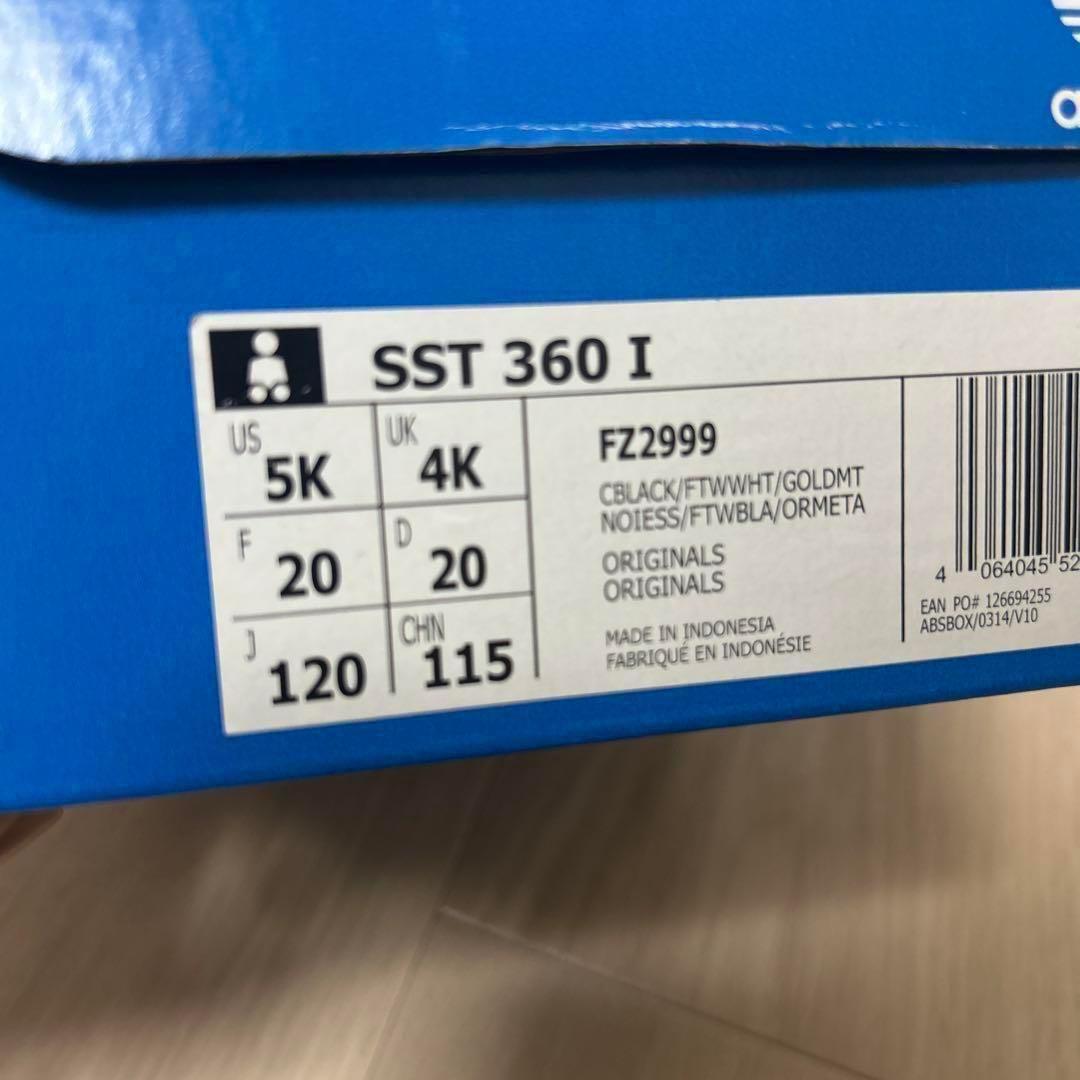 SST 360 I
US 5K UK 4K
F 20 D 20
J 120 CHN 115
FZ2999
CBLACK/FTWWHT/GOLDMT
NOIESS/FTWBLA/ORMETA
ORIGINALS
ORIGINALS
MADE IN INDONESIA
FABRIQUÉ EN INDONÉSIE
4 064045 52
EAN PO# 126694255
ABSBOX/0314/V10